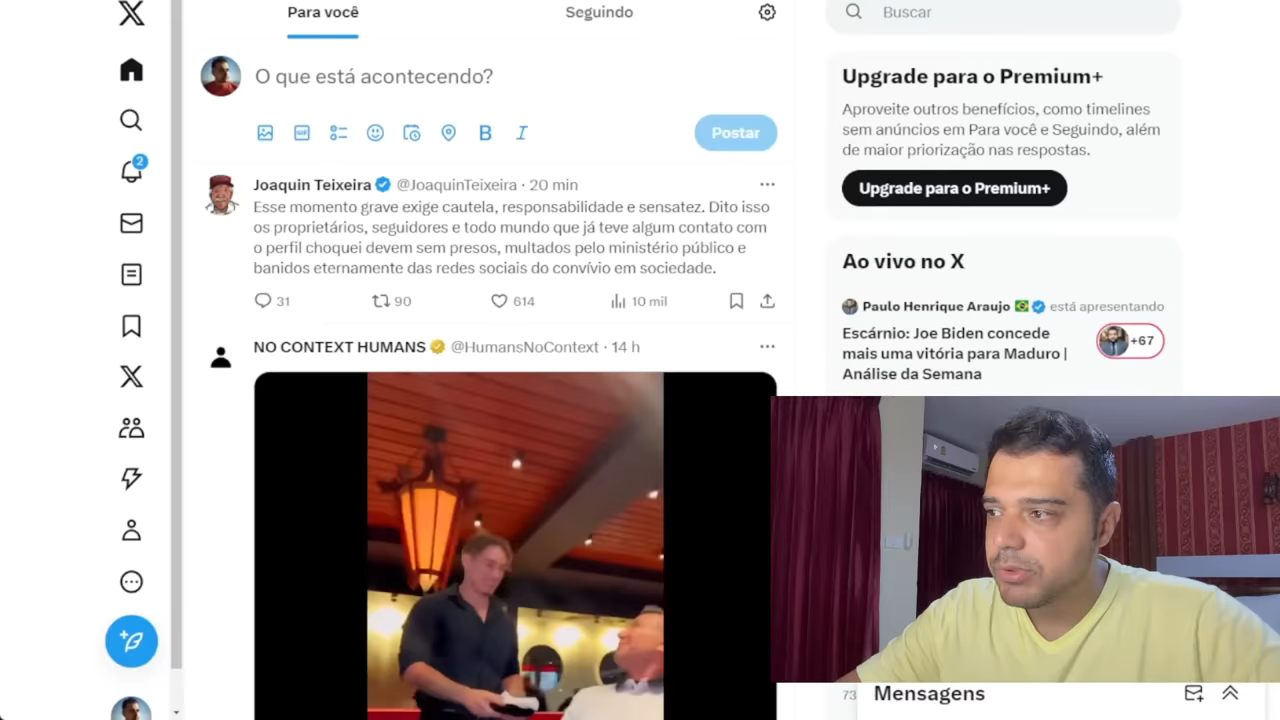 Para você
Seguindo
Buscar
O que está acontecendo?
GIF
B
I
Postar
2
Joaquin Teixeira @JoaquinTeixeira · 20 min
Esse momento grave exige cautela, responsabilidade e sensatez. Dito isso
os proprietários, seguidores e todo mundo que já teve algum contato com
o perfil choquei devem sem presos, multados pelo ministério público e
banidos eternamente das redes sociais do convívio em sociedade.
31
90
614
10 mil
NO CONTEXT HUMANS @HumansNoContext · 14 h
Upgrade para o Premium+
Aproveite outros benefícios, como timelines
sem anúncios em Para você e Seguindo, além
de maior priorização nas respostas.
Upgrade para o Premium+
Ao vivo no X
Paulo Henrique Araujo está apresentando
Escárnio: Joe Biden concede
mais uma vitória para Maduro |
Análise da Semana
+67
73
Mensagens